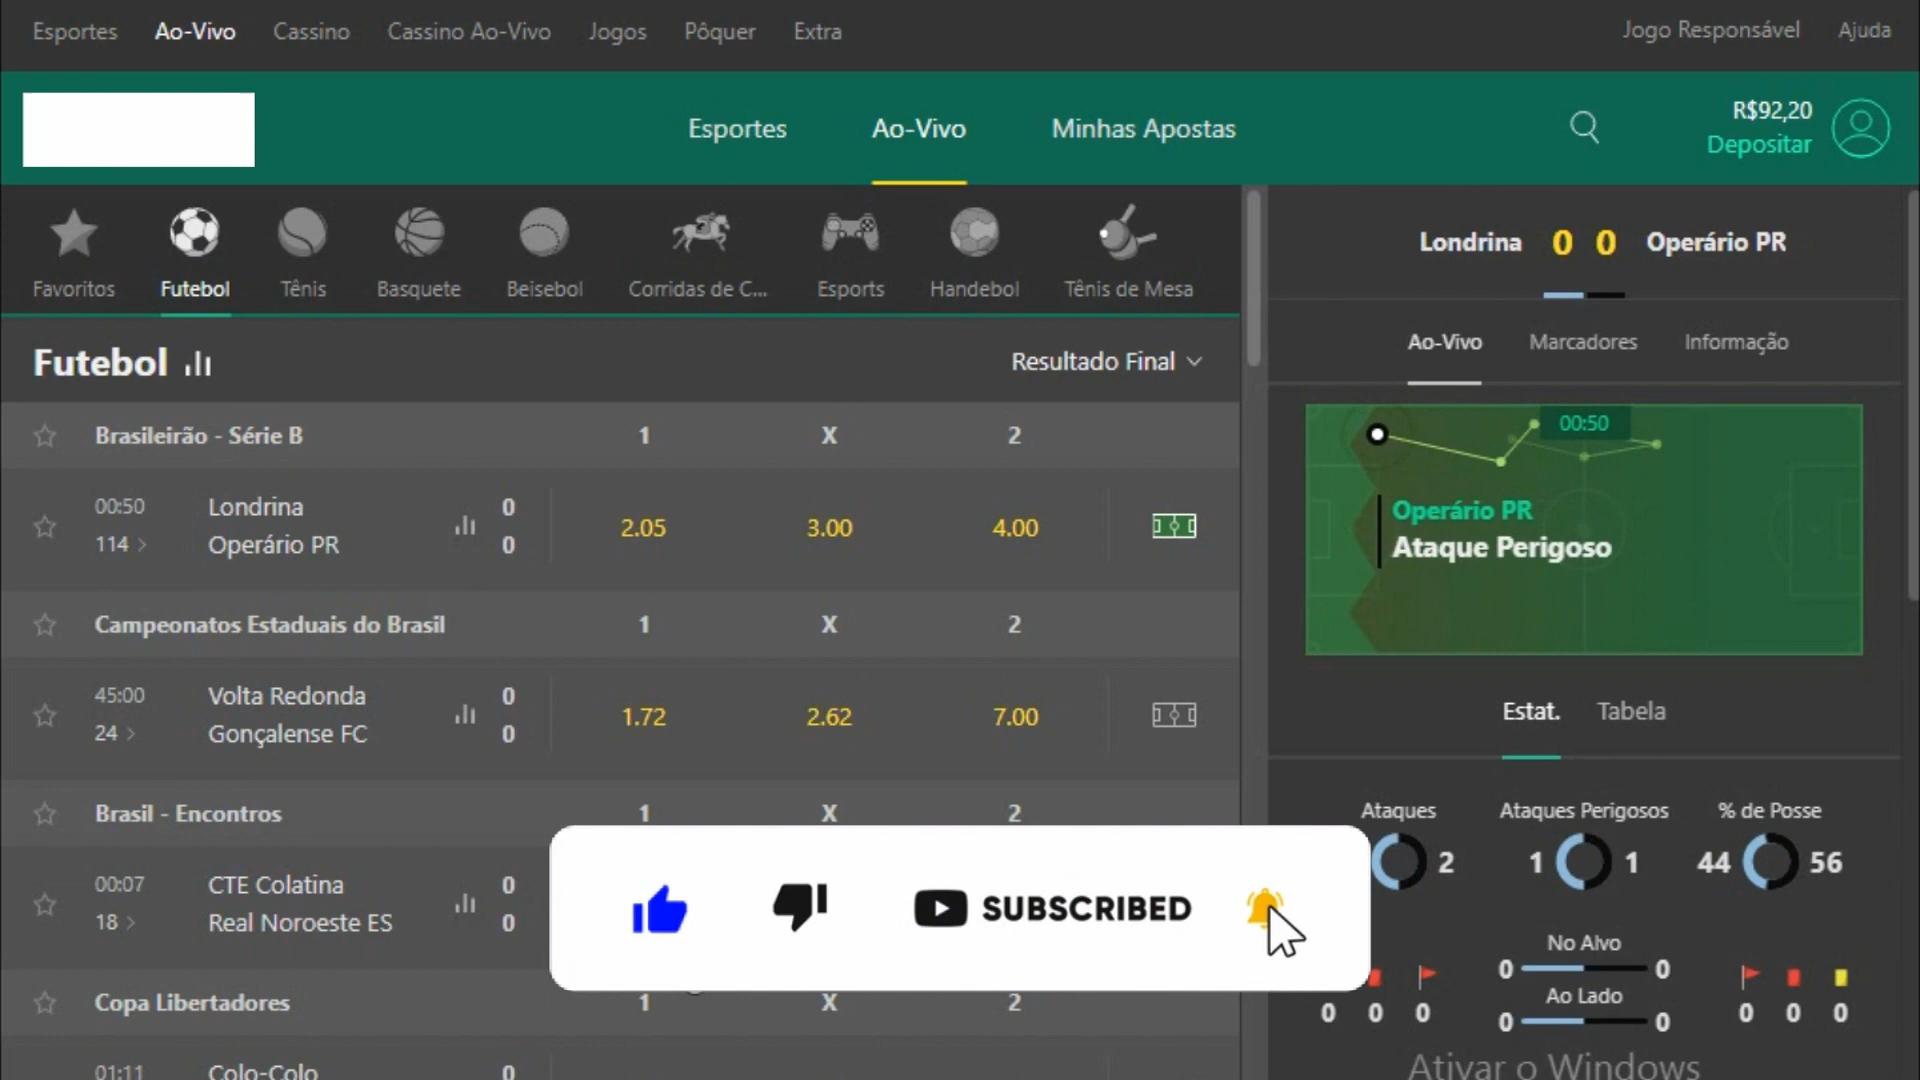 Esportes Ao-Vivo Cassino Cassino Ao-Vivo Jogos Pôquer Extra Jogo Responsável Ajuda
Esportes Ao-Vivo Minhas Apostas R$92,20
Depositar
Favoritos Futebol Tênis Basquete Beisebol Corridas de C... Esports Handebol Tênis de Mesa
Futebol Resultado Final
Brasileirão - Série B 1 X 2
00:50 Londrina 0
114 > Operário PR 0
2.05 3.00 4.00
Campeonatos Estaduais do Brasil 1 X 2
45:00 Volta Redonda 0
24 > Gonçalense FC 0
1.72 2.62 7.00
Brasil - Encontros 1 X 2
00:07 CTE Colatina 0
18 > Real Noroeste ES 0
Copa Libertadores 1 X 2
01:11 Colo-Colo 0
SUBSCRIBED
Londrina 0 0 Operário PR
Ao-Vivo Marcadores Informação
00:50
Operário PR
Ataque Perigoso
Estat. Tabela
Ataques Ataques Perigosos % de Posse
2 1 1 44 56
No Alvo
0 0
Ao Lado
0 0 0 0 0 0 0 0
Ativar o Windows